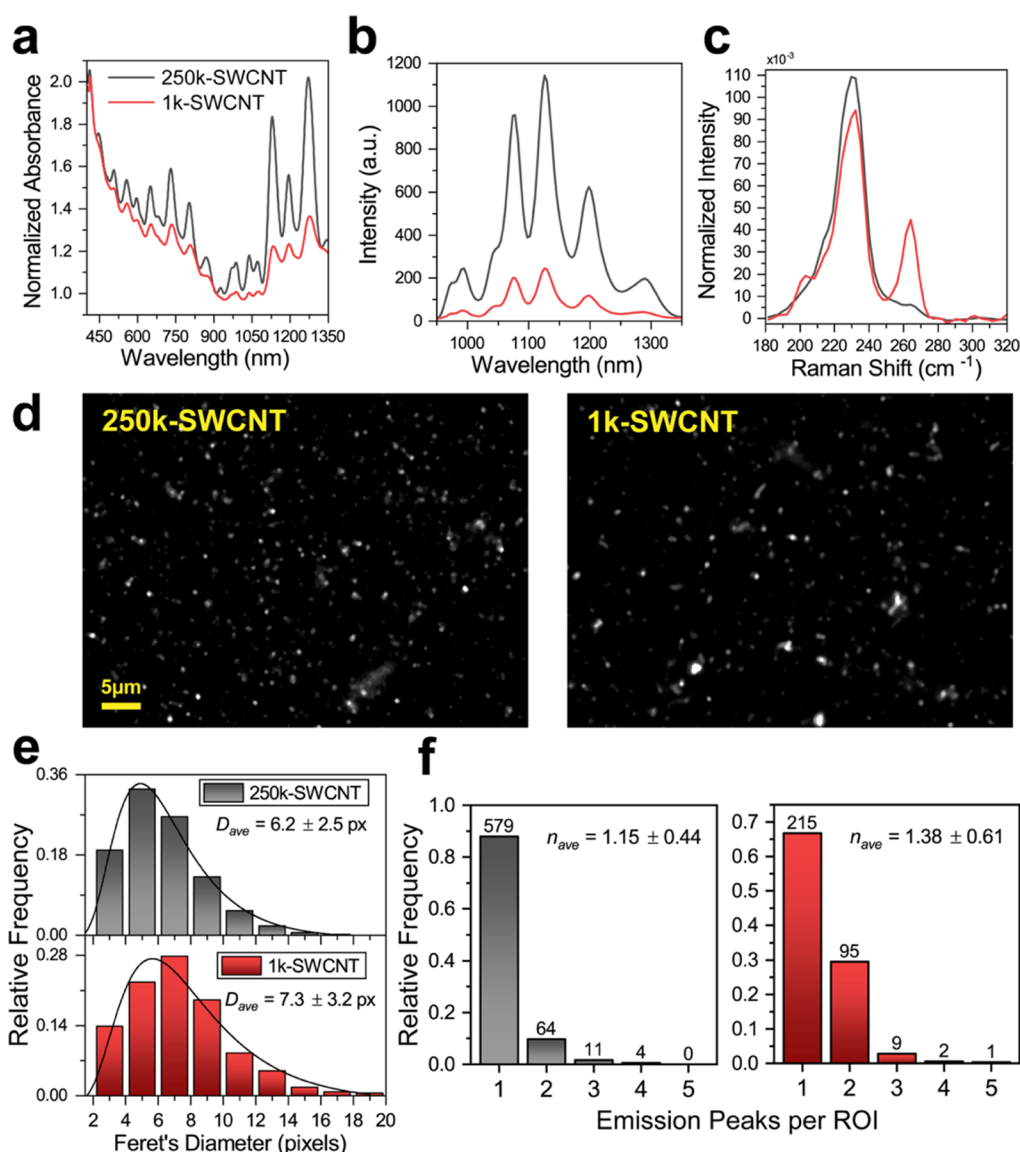 a
250k-SWCNT
1k-SWCNT
Normalized Absorbance
2.0
1.8
1.6
1.4
1.2
1.0
450 600 750 900 1050 1200 1350
Wavelength (nm)
b
1200
1000
800
600
400
200
0
Intensity (a.u.)
1000 1100 1200 1300
Wavelength (nm)
c
x10-3
110
100
90
80
70
60
50
40
30
20
10
0
Normalized Intensity
180 200 220 240 260 280 300 320
Raman Shift (cm -1)
d
250k-SWCNT
5µm
1k-SWCNT
e
0.36
0.18
0.00
250k-SWCNT
Dave = 6.2 ± 2.5 px
0.28
0.14
0.00
1k-SWCNT
Dave = 7.3 ± 3.2 px
Relative Frequency
2 4 6 8 10 12 14 16 18 20
Feret's Diameter (pixels)
f
Relative Frequency
1.0
0.8
0.6
0.4
0.2
0.0
579
64
11
4
0
nave = 1.15 ± 0.44
1 2 3 4 5
0.7
0.6
0.5
0.4
0.3
0.2
0.1
0.0
215
95
9
2
1
nave = 1.38 ± 0.61
1 2 3 4 5
Emission Peaks per ROI